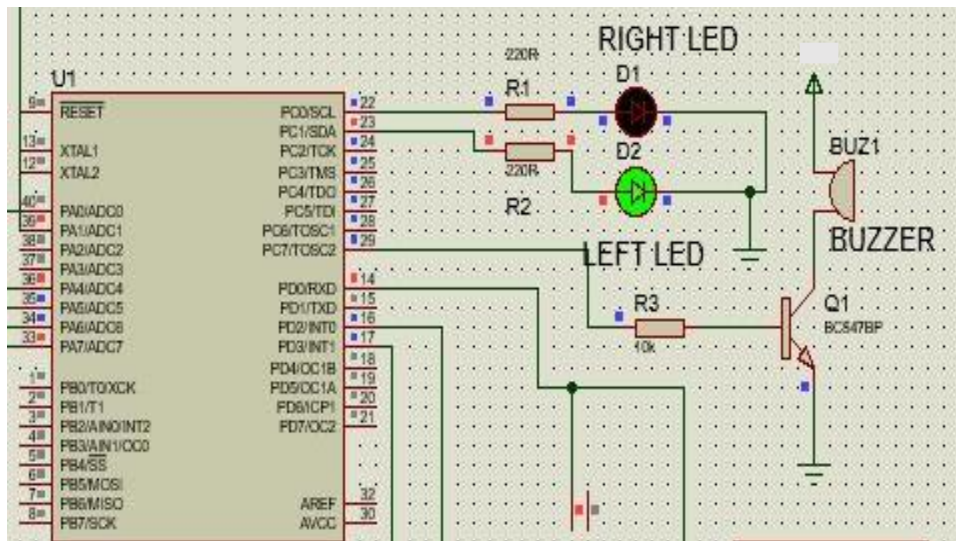 RIGHT LED
220R
U1
R1
D1
9
RESET
PC0/SCL
22
PC1/SDA
23
13
XTAL1
PC2/TCK
24
12
XTAL2
PC3/TMS
25
PC4/TDO
26
40
PA0/ADC0
PC5/TDI
27
39
PA1/ADC1
PC6/TOSC1
28
38
PA2/ADC2
PC7/TOSC2
29
37
PA3/ADC3
36
PA4/ADC4
PD0/RXD
14
35
PA5/ADC5
PD1/TXD
15
34
PA6/ADC6
PD2/INT0
16
33
PA7/ADC7
PD3/INT1
17
PD4/OC1B
18
1
PB0/T0/XCK
PD5/OC1A
19
2
PB1/T1
PD6/ICP1
20
3
PB2/AIN0/INT2
PD7/OC2
21
4
PB3/AIN1/OC0
5
PB4/SS
6
PB5/MOSI
7
PB6/MISO
AREF
32
8
PB7/SCK
AVCC
30
D2
220R
R2
LEFT LED
BUZ1
BUZZER
R3
10k
Q1
BC547BP